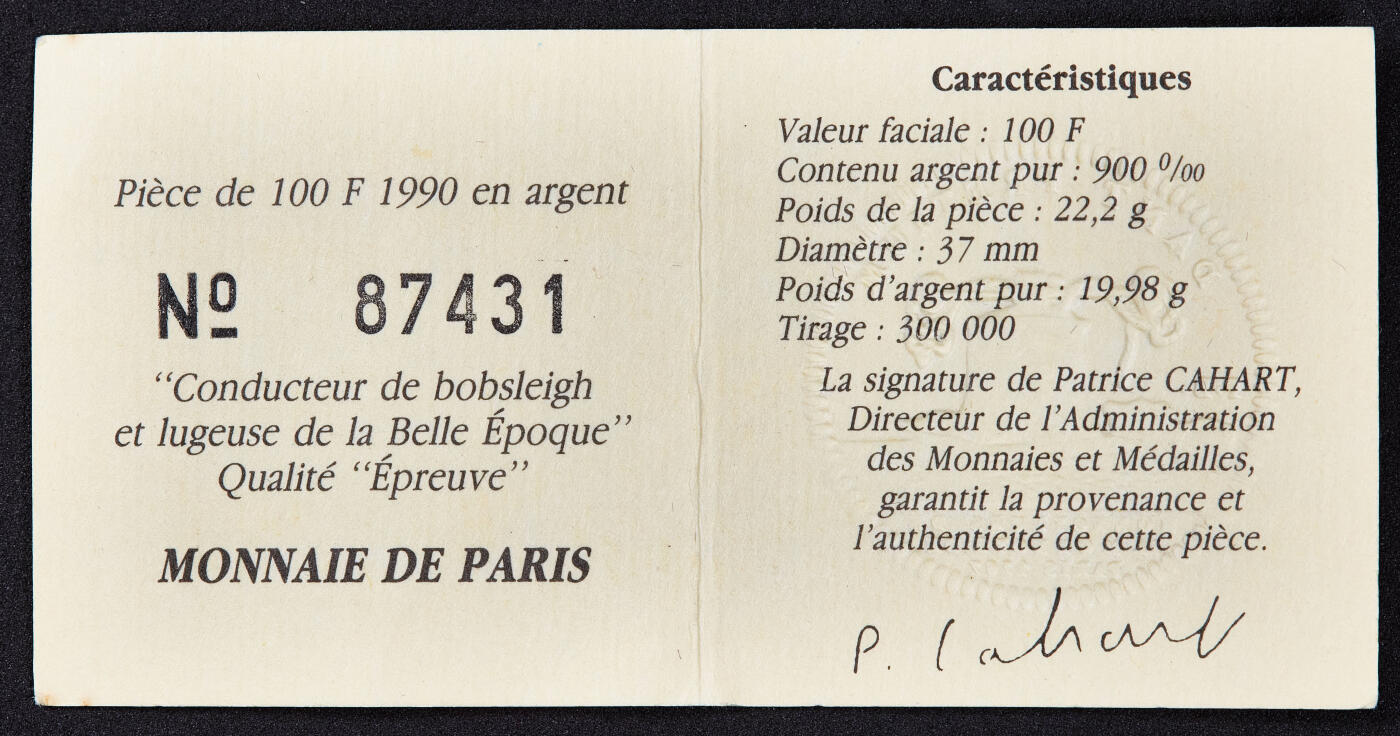 Pièce de 100 F 1990 en argent
Nº 87431
“Conducteur de bobsleigh
et lugeuse de la Belle Époque”
Qualité “Épreuve”
MONNAIE DE PARIS
Caractéristiques
Valeur faciale : 100 F
Contenu argent pur : 900 ⁰/₀₀
Poids de la pièce : 22,2 g
Diamètre : 37 mm
Poids d’argent pur : 19,98 g
Tirage : 300 000
La signature de Patrice CAHART,
Directeur de l’Administration
des Monnaies et Médailles,
garantit la provenance et
l’authenticité de cette pièce.
P. Cahart